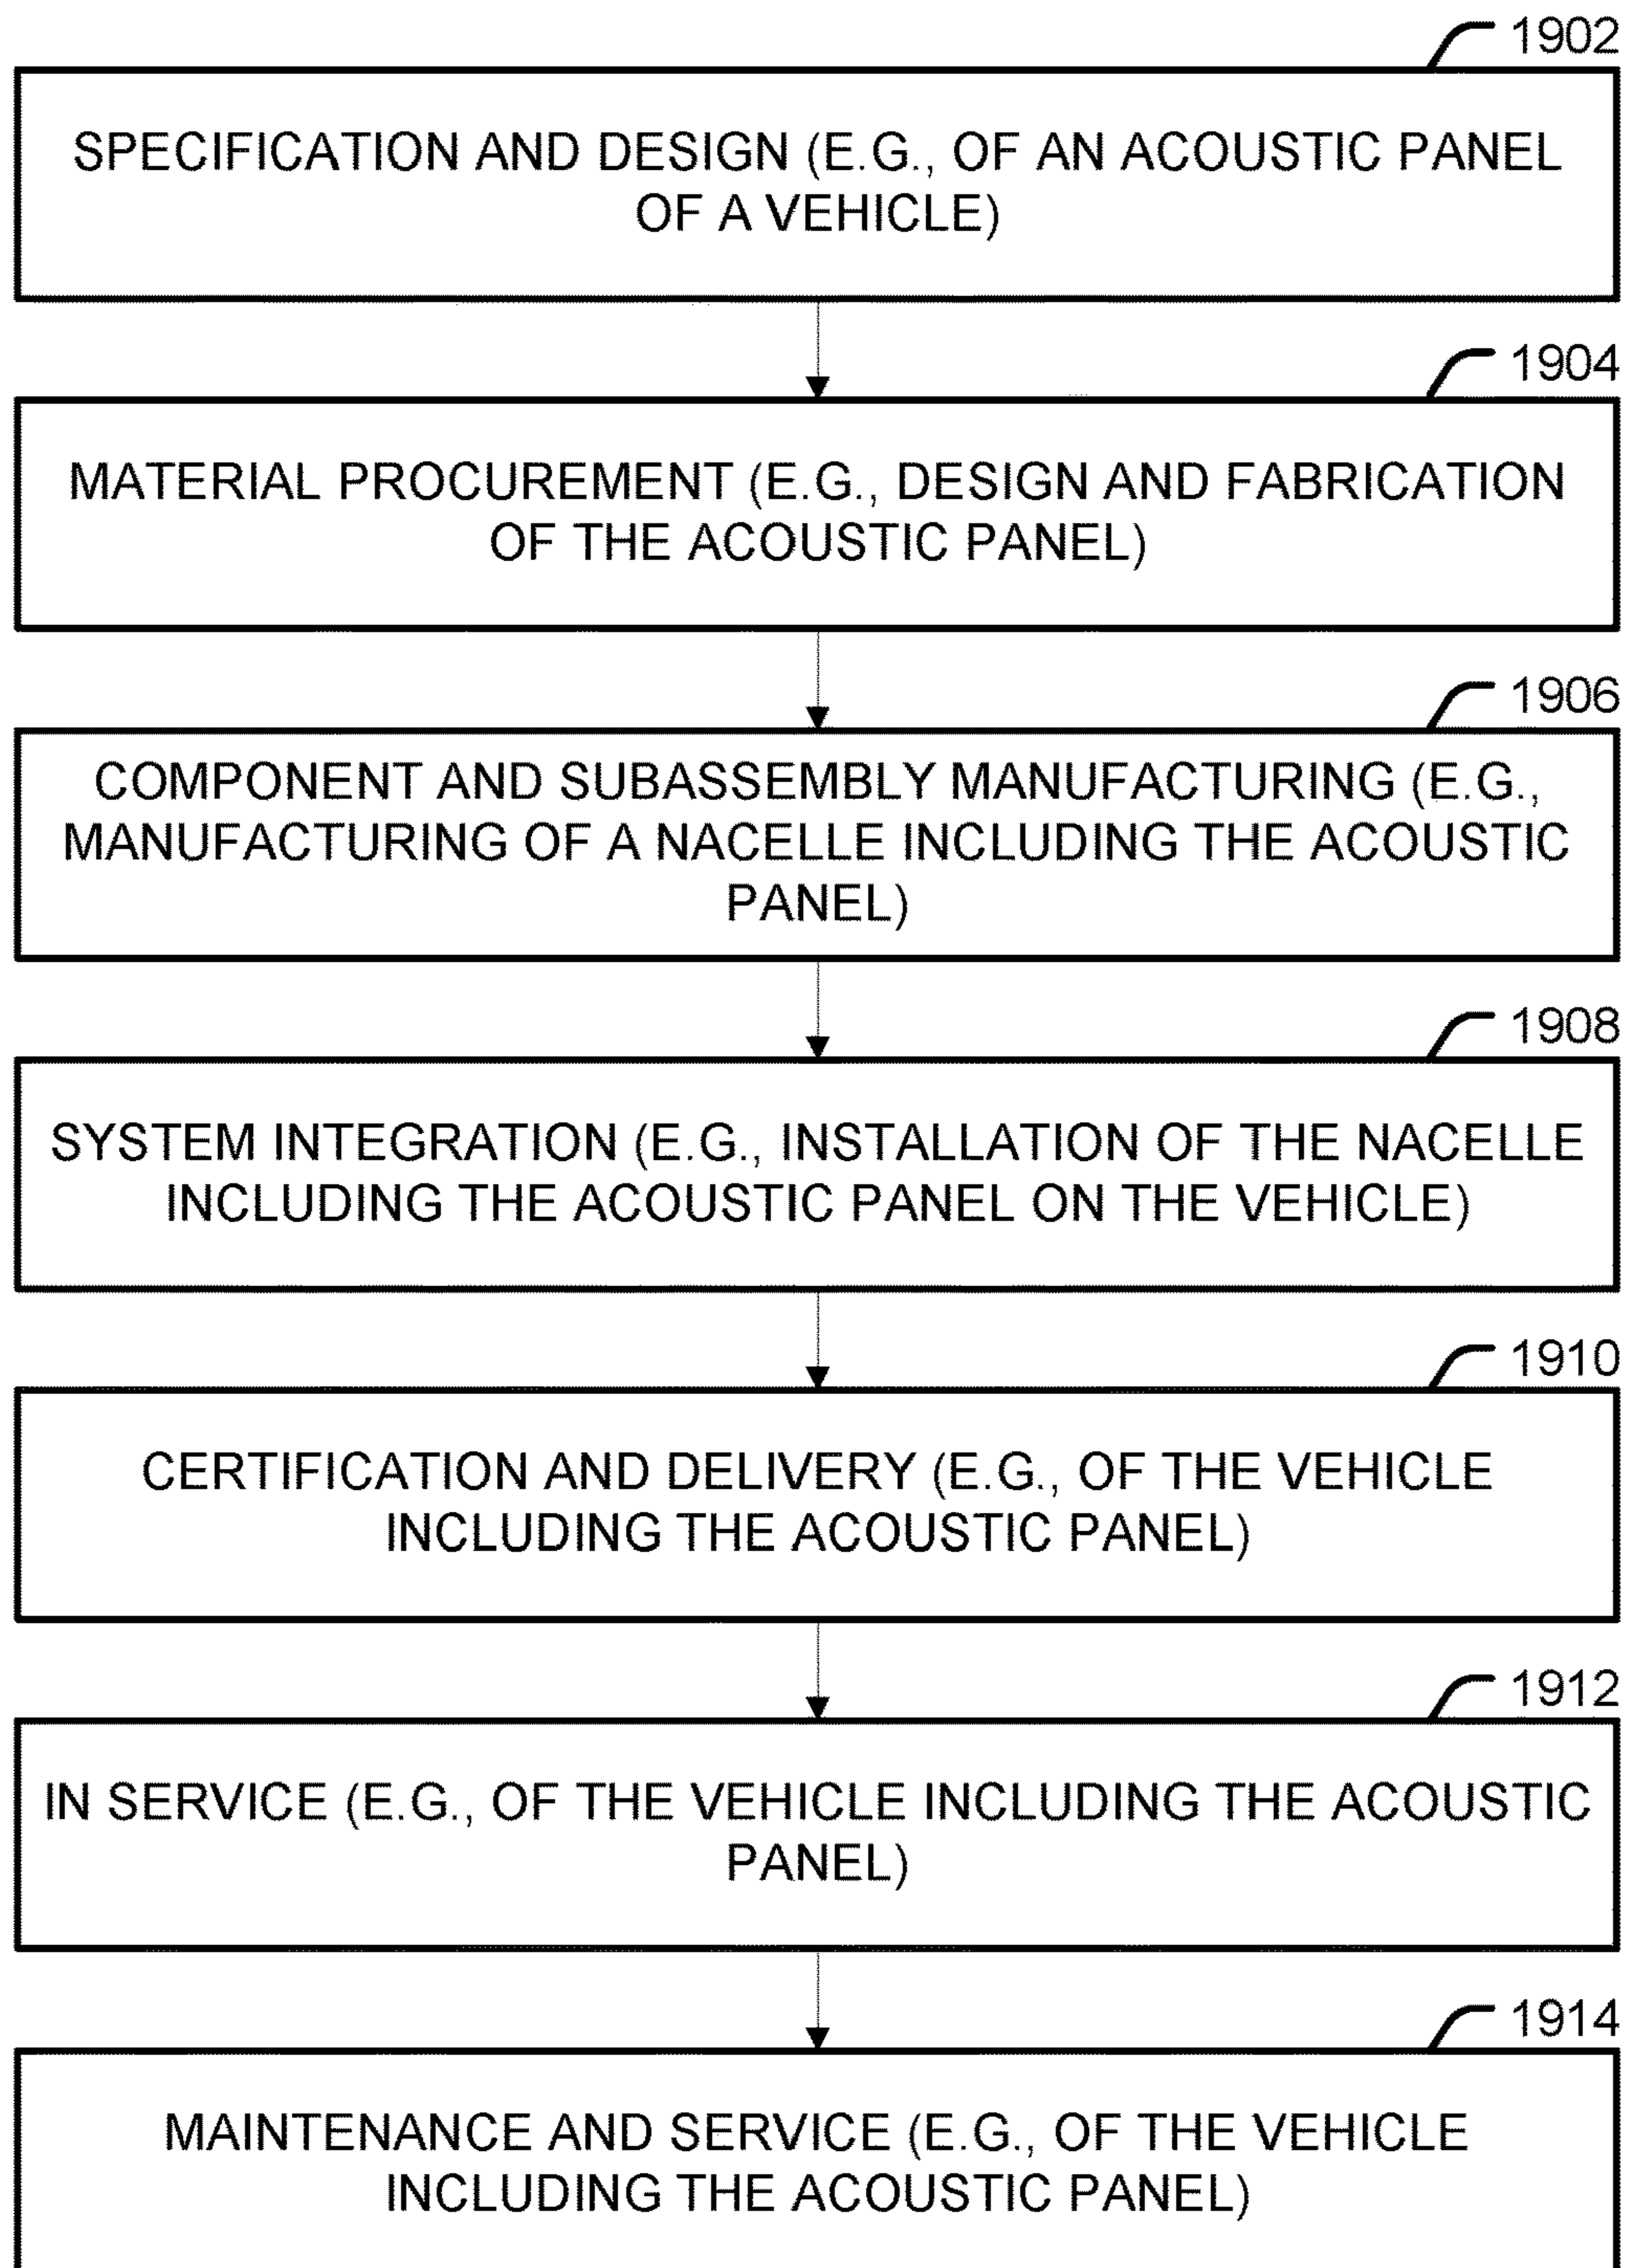 1902
SPECIFICATION AND DESIGN (E.G., OF AN ACOUSTIC PANEL
OF A VEHICLE)
1904
MATERIAL PROCUREMENT (E.G., DESIGN AND FABRICATION
OF THE ACOUSTIC PANEL)
1906
COMPONENT AND SUBASSEMBLY MANUFACTURING (E.G.,
MANUFACTURING OF A NACELLE INCLUDING THE ACOUSTIC
PANEL)
1908
SYSTEM INTEGRATION (E.G., INSTALLATION OF THE NACELLE
INCLUDING THE ACOUSTIC PANEL ON THE VEHICLE)
1910
CERTIFICATION AND DELIVERY (E.G., OF THE VEHICLE
INCLUDING THE ACOUSTIC PANEL)
1912
IN SERVICE (E.G., OF THE VEHICLE INCLUDING THE ACOUSTIC
PANEL)
1914
MAINTENANCE AND SERVICE (E.G., OF THE VEHICLE
INCLUDING THE ACOUSTIC PANEL)